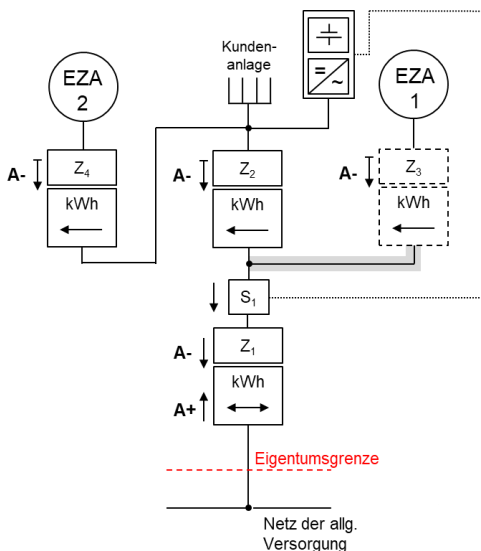 Kunden-
anlage
=
~
EZA
2
EZA
1
A-
Z4
kWh
A-
Z2
kWh
A-
Z3
kWh
S1
A-
Z1
kWh
A+
Eigentumsgrenze
Netz der allg.
Versorgung